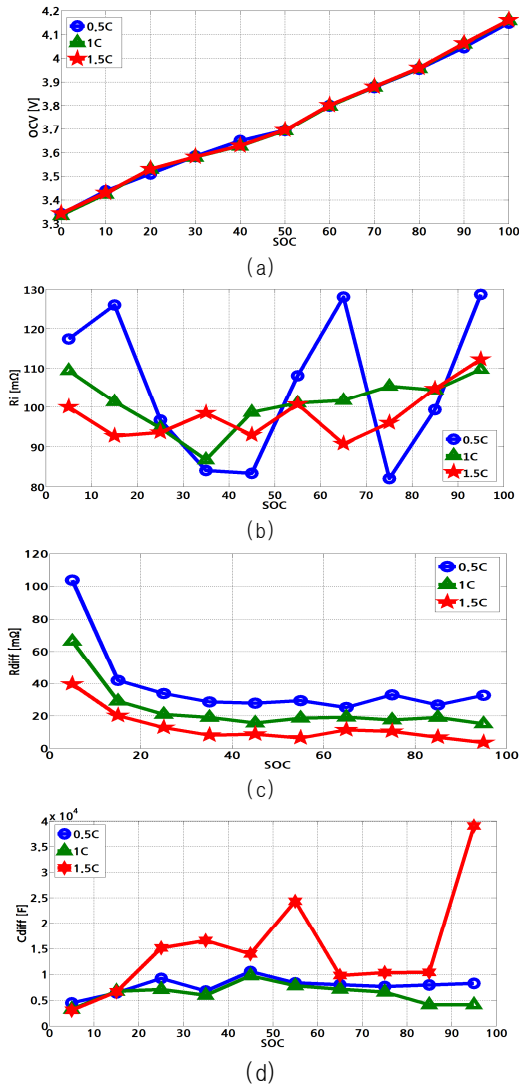 4.2
4.1
4
3.9
3.8
3.7
3.6
3.5
3.4
3.3
OCV [V]
0.5C
1C
1.5C
0 10 20 30 40 50 60 70 80 90 100
SOC
(a)
130
120
110
100
90
80
Ri [mΩ]
0.5C
1C
1.5C
0 10 20 30 40 50 60 70 80 90 100
SOC
(b)
120
100
80
60
40
20
0
Rdiff [mΩ]
0.5C
1C
1.5C
20 40 60 80 100
SOC
(c)
x 10⁴
4
3.5
3
2.5
2
1.5
1
0.5
0
Cdiff [F]
0.5C
1C
1.5C
0 10 20 30 40 50 60 70 80 90 100
SOC
(d)